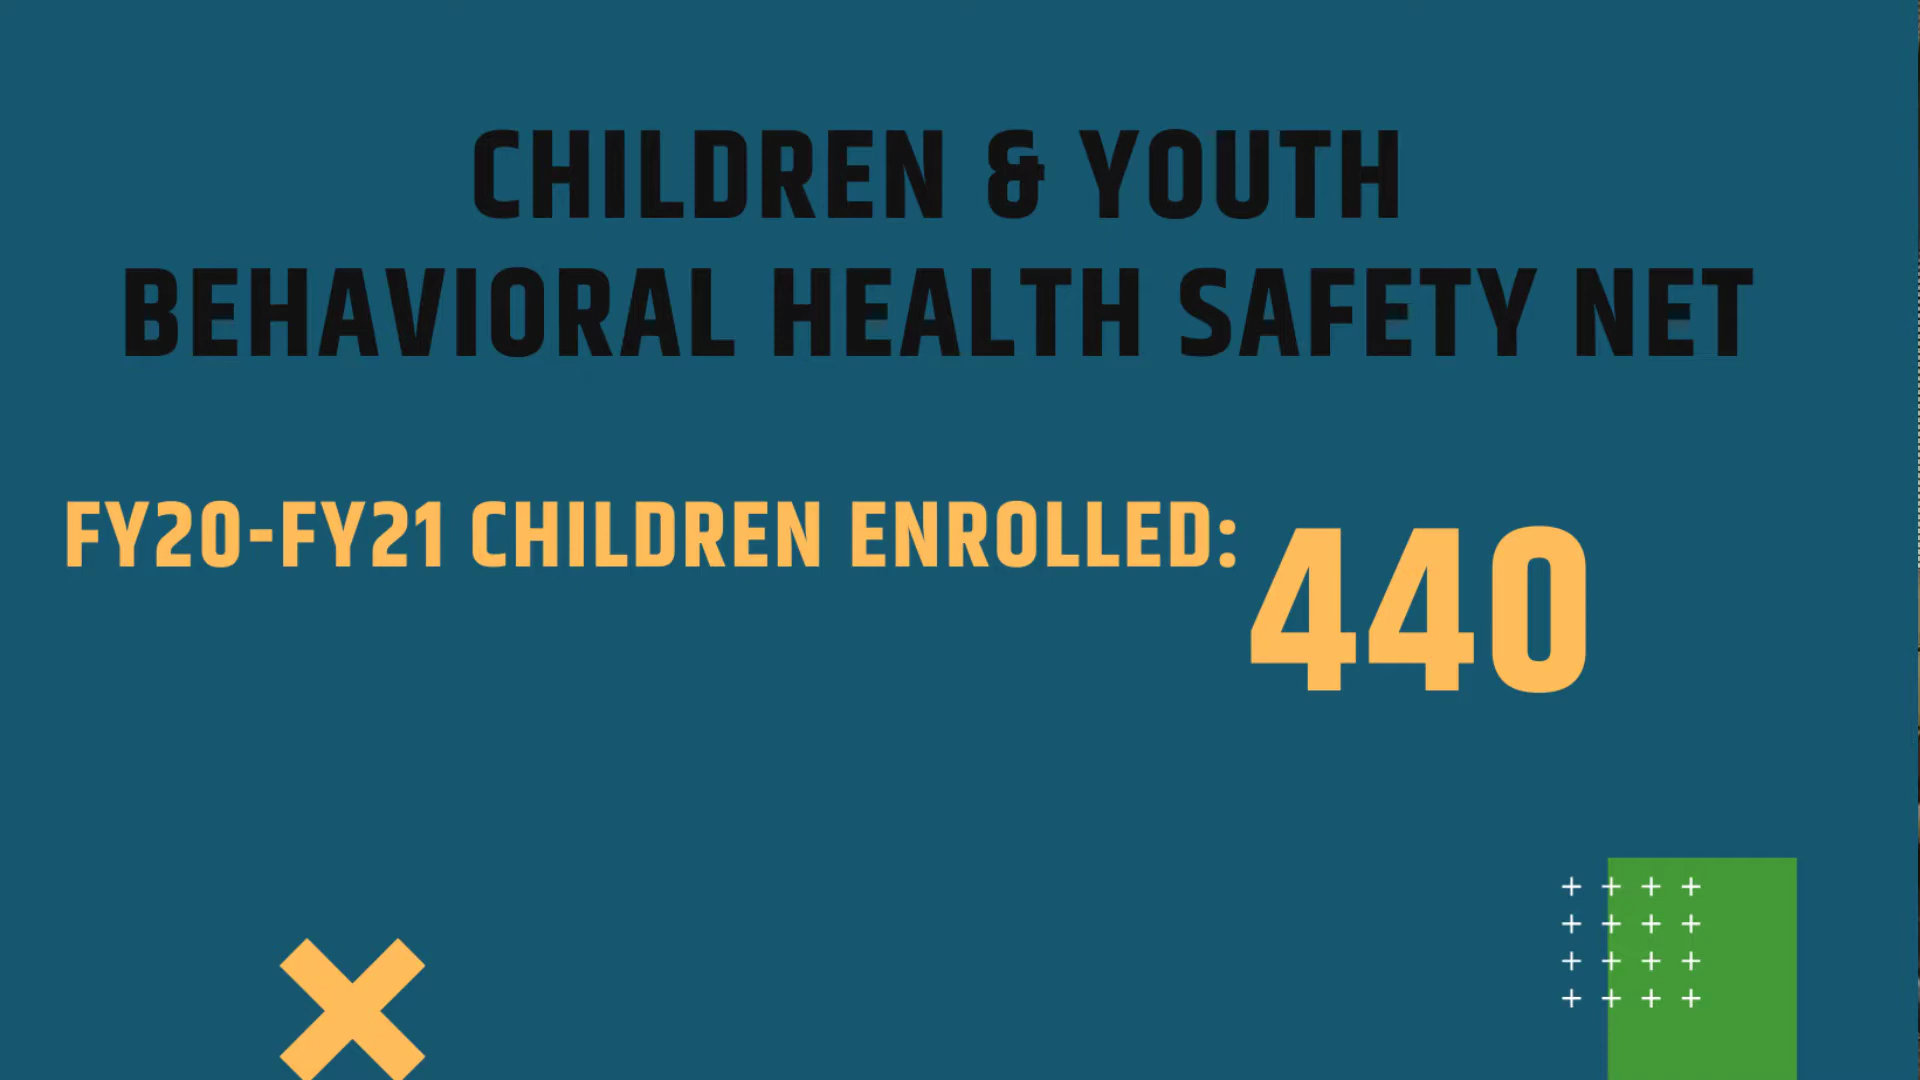 CHILDREN & YOUTH
BEHAVIORAL HEALTH SAFETY NET
FY20-FY21 CHILDREN ENROLLED:
440